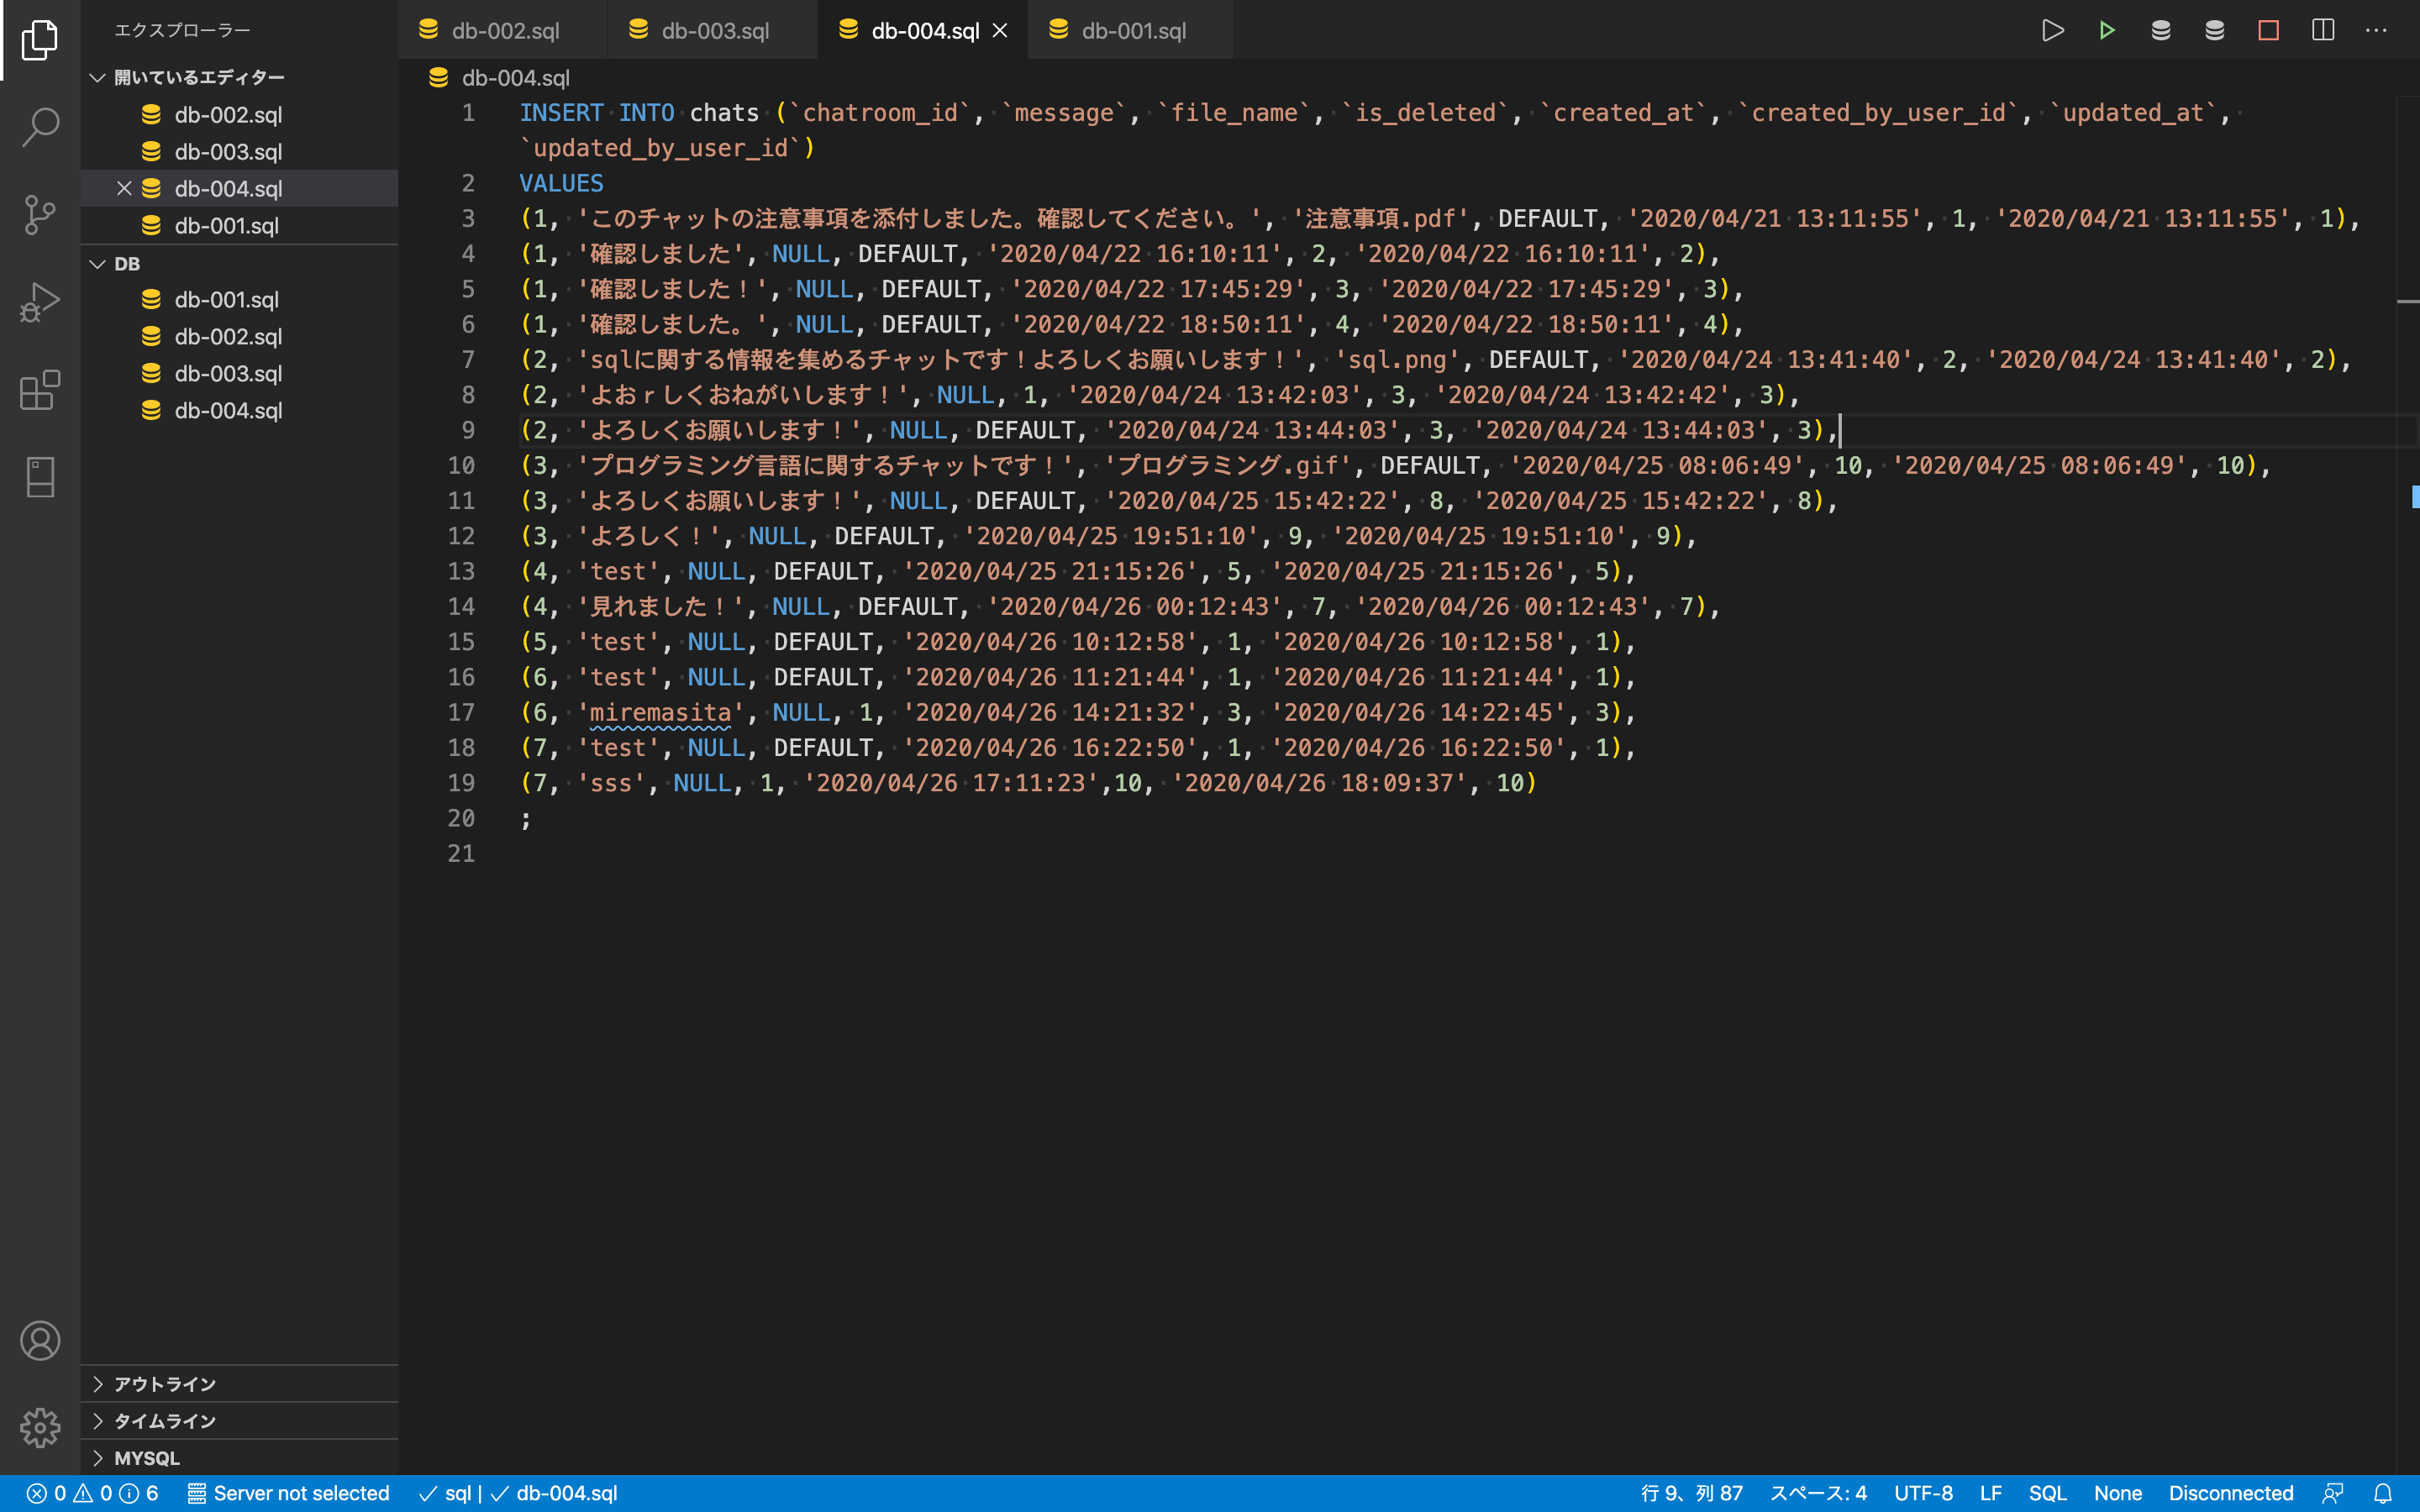 エクスプローラー
開いているエディター
db-002.sql
db-003.sql
db-004.sql
db-001.sql
DB
db-001.sql
db-002.sql
db-003.sql
db-004.sql
アウトライン
タイムライン
MYSQL
db-002.sql
db-003.sql
db-004.sql
db-001.sql
db-004.sql
1 INSERT INTO chats (`chatroom_id`, `message`, `file_name`, `is_deleted`, `created_at`, `created_by_user_id`, `updated_at`,
`updated_by_user_id`)
2 VALUES
3 (1, 'このチャットの注意事項を添付しました。確認してください。', '注意事項.pdf', DEFAULT, '2020/04/21 13:11:55', 1, '2020/04/21 13:11:55', 1),
4 (1, '確認しました', NULL, DEFAULT, '2020/04/22 16:10:11', 2, '2020/04/22 16:10:11', 2),
5 (1, '確認しました！', NULL, DEFAULT, '2020/04/22 17:45:29', 3, '2020/04/22 17:45:29', 3),
6 (1, '確認しました。', NULL, DEFAULT, '2020/04/22 18:50:11', 4, '2020/04/22 18:50:11', 4),
7 (2, 'sqlに関する情報を集めるチャットです！よろしくお願いします！', 'sql.png', DEFAULT, '2020/04/24 13:41:40', 2, '2020/04/24 13:41:40', 2),
8 (2, 'よおｒしくおねがいします！', NULL, 1, '2020/04/24 13:42:03', 3, '2020/04/24 13:42:42', 3),
9 (2, 'よろしくお願いします！', NULL, DEFAULT, '2020/04/24 13:44:03', 3, '2020/04/24 13:44:03', 3),
10 (3, 'プログラミング言語に関するチャットです！', 'プログラミング.gif', DEFAULT, '2020/04/25 08:06:49', 10, '2020/04/25 08:06:49', 10),
11 (3, 'よろしくお願いします！', NULL, DEFAULT, '2020/04/25 15:42:22', 8, '2020/04/25 15:42:22', 8),
12 (3, 'よろしく！', NULL, DEFAULT, '2020/04/25 19:51:10', 9, '2020/04/25 19:51:10', 9),
13 (4, 'test', NULL, DEFAULT, '2020/04/25 21:15:26', 5, '2020/04/25 21:15:26', 5),
14 (4, '見れました！', NULL, DEFAULT, '2020/04/26 00:12:43', 7, '2020/04/26 00:12:43', 7),
15 (5, 'test', NULL, DEFAULT, '2020/04/26 10:12:58', 1, '2020/04/26 10:12:58', 1),
16 (6, 'test', NULL, DEFAULT, '2020/04/26 11:21:44', 1, '2020/04/26 11:21:44', 1),
17 (6, 'miremasita', NULL, 1, '2020/04/26 14:21:32', 3, '2020/04/26 14:22:45', 3),
18 (7, 'test', NULL, DEFAULT, '2020/04/26 16:22:50', 1, '2020/04/26 16:22:50', 1),
19 (7, 'sss', NULL, 1, '2020/04/26 17:11:23',10, '2020/04/26 18:09:37', 10)
20 ;
21
0 0 6 Server not selected sql | db-004.sql 行 9、列 87 スペース: 4 UTF-8 LF SQL None Disconnected